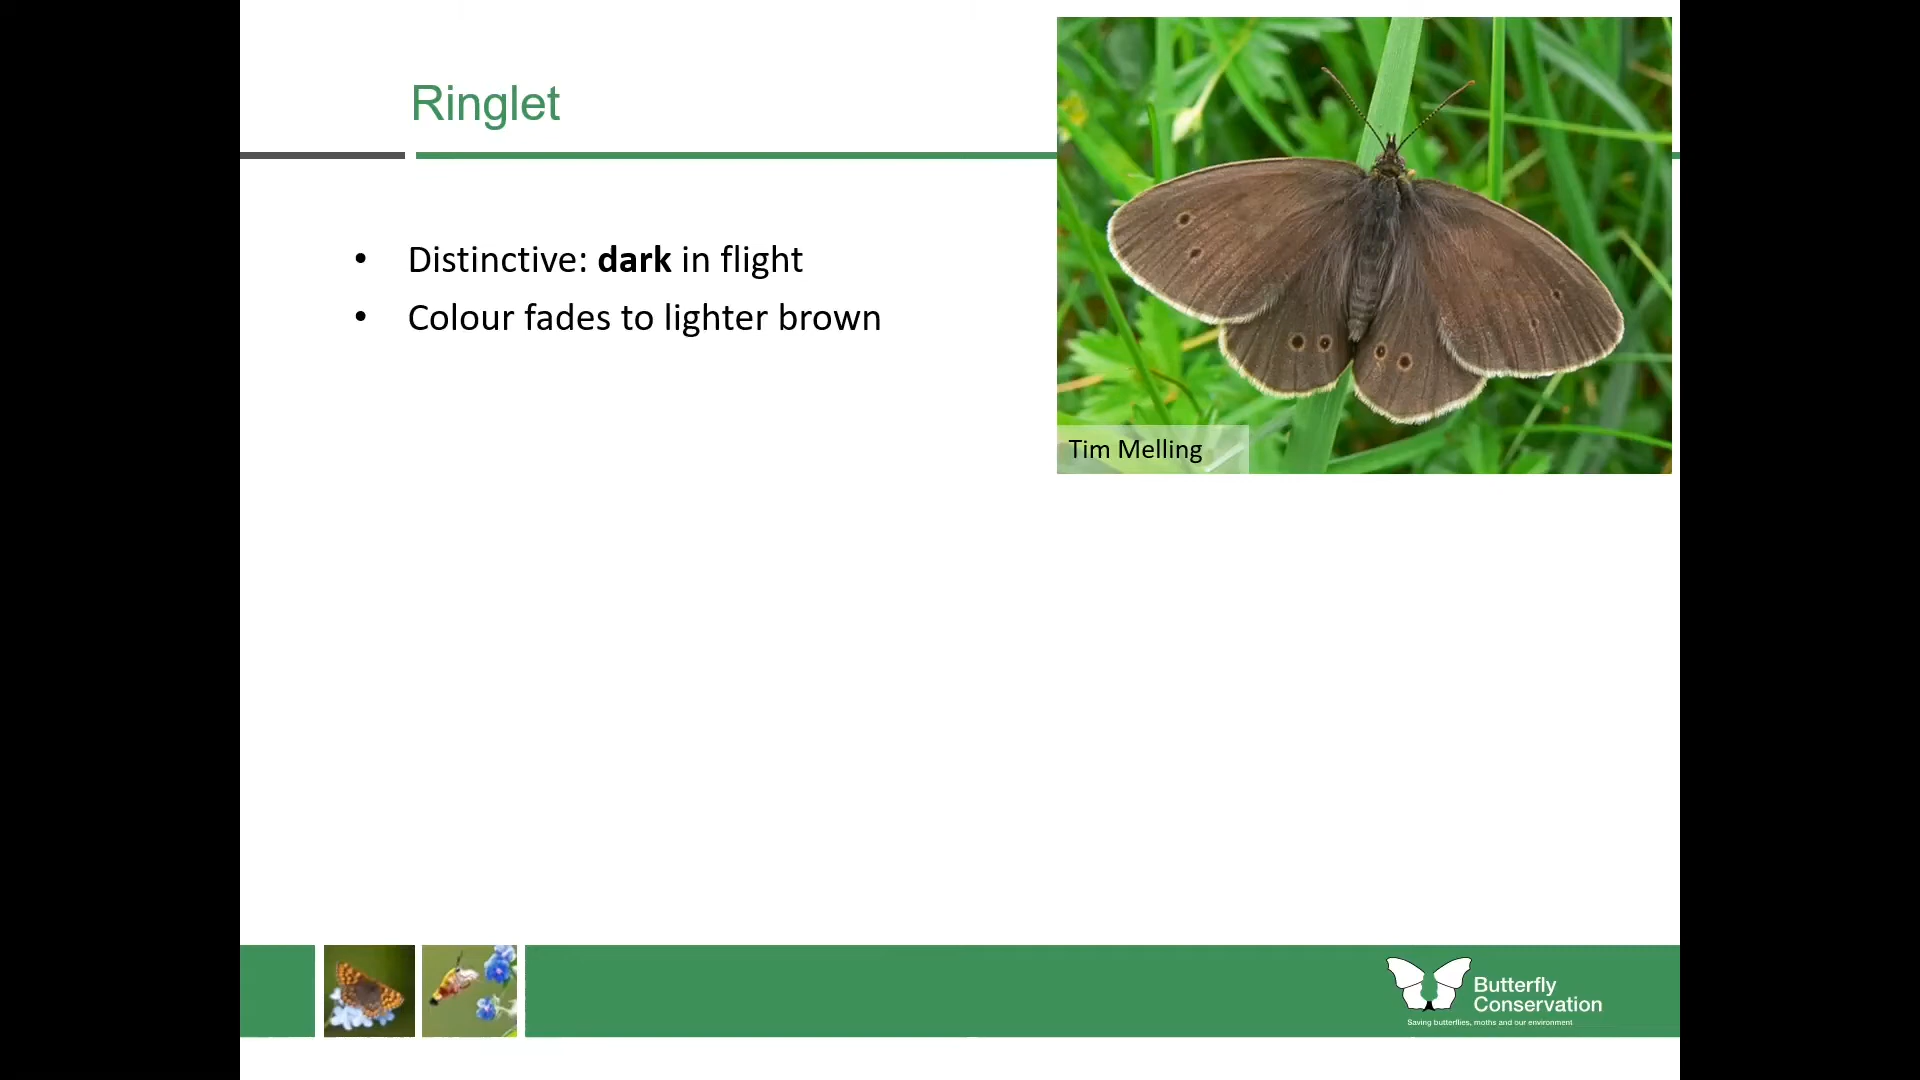 Ringlet
• Distinctive: dark in flight
• Colour fades to lighter brown
Tim Melling
Butterfly
Conservation
Saving butterflies, moths and our environment